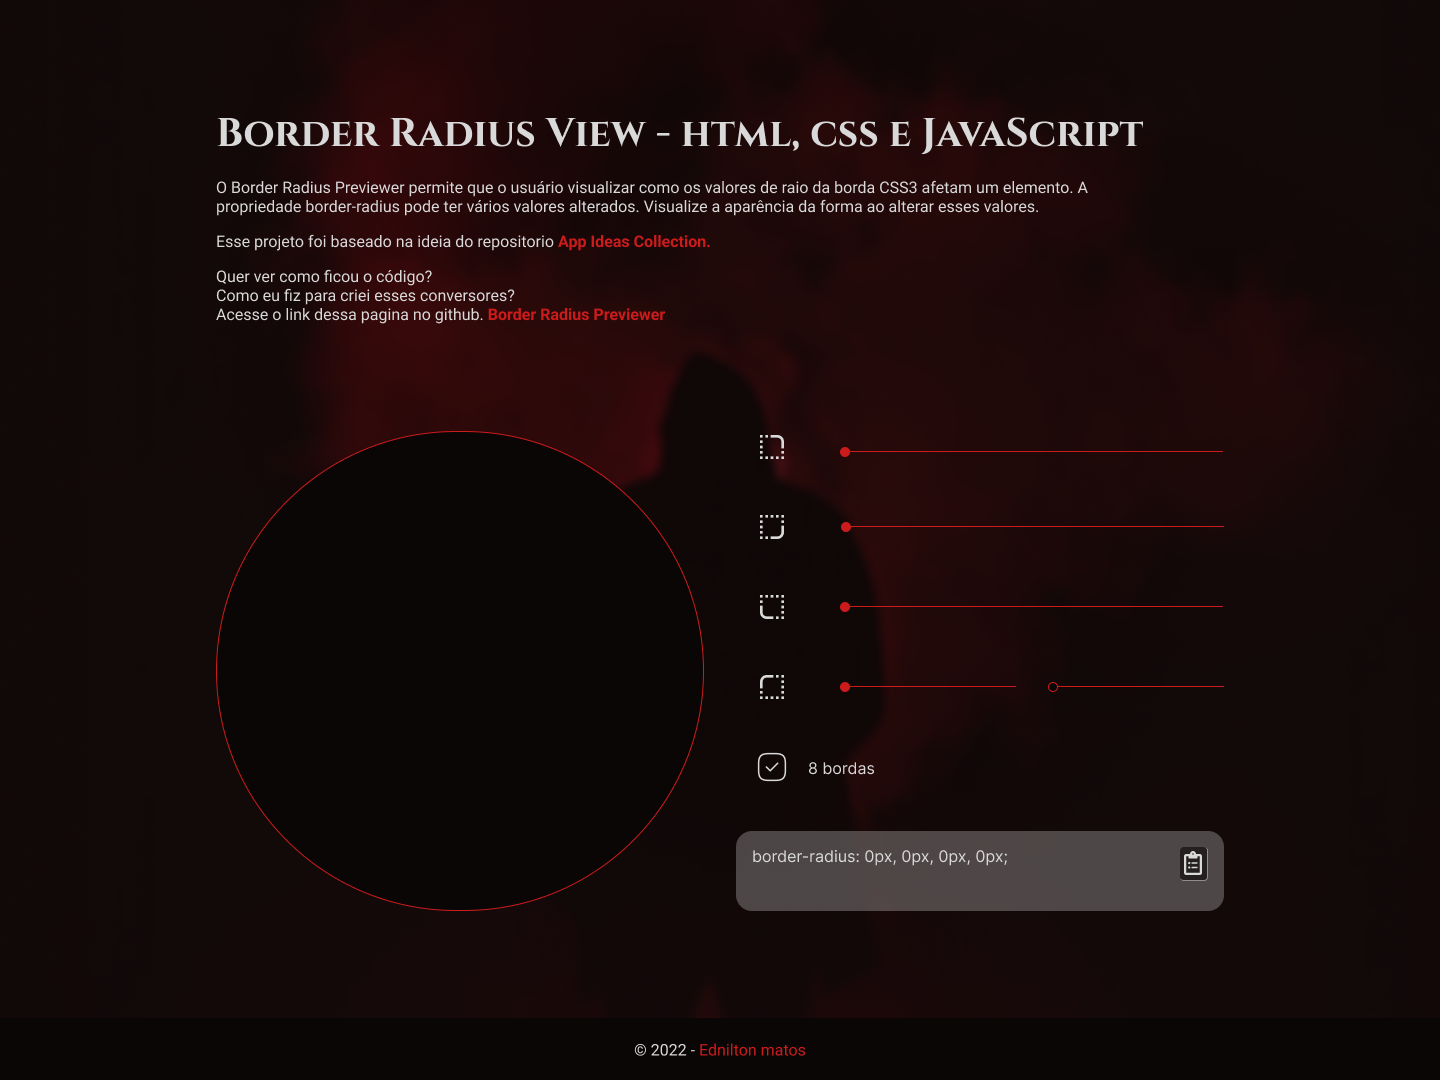 Border Radius View - html, css e JavaScript
O Border Radius Previewer permite que o usuário visualizar como os valores de raio da borda CSS3 afetam um elemento. A
propriedade border-radius pode ter vários valores alterados. Visualize a aparência da forma ao alterar esses valores.
Esse projeto foi baseado na ideia do repositorio App Ideas Collection.
Quer ver como ficou o código?
Como eu fiz para criei esses conversores?
Acesse o link dessa pagina no github. Border Radius Previewer
8 bordas
border-radius: 0px, 0px, 0px, 0px;
© 2022 - Ednilton matos